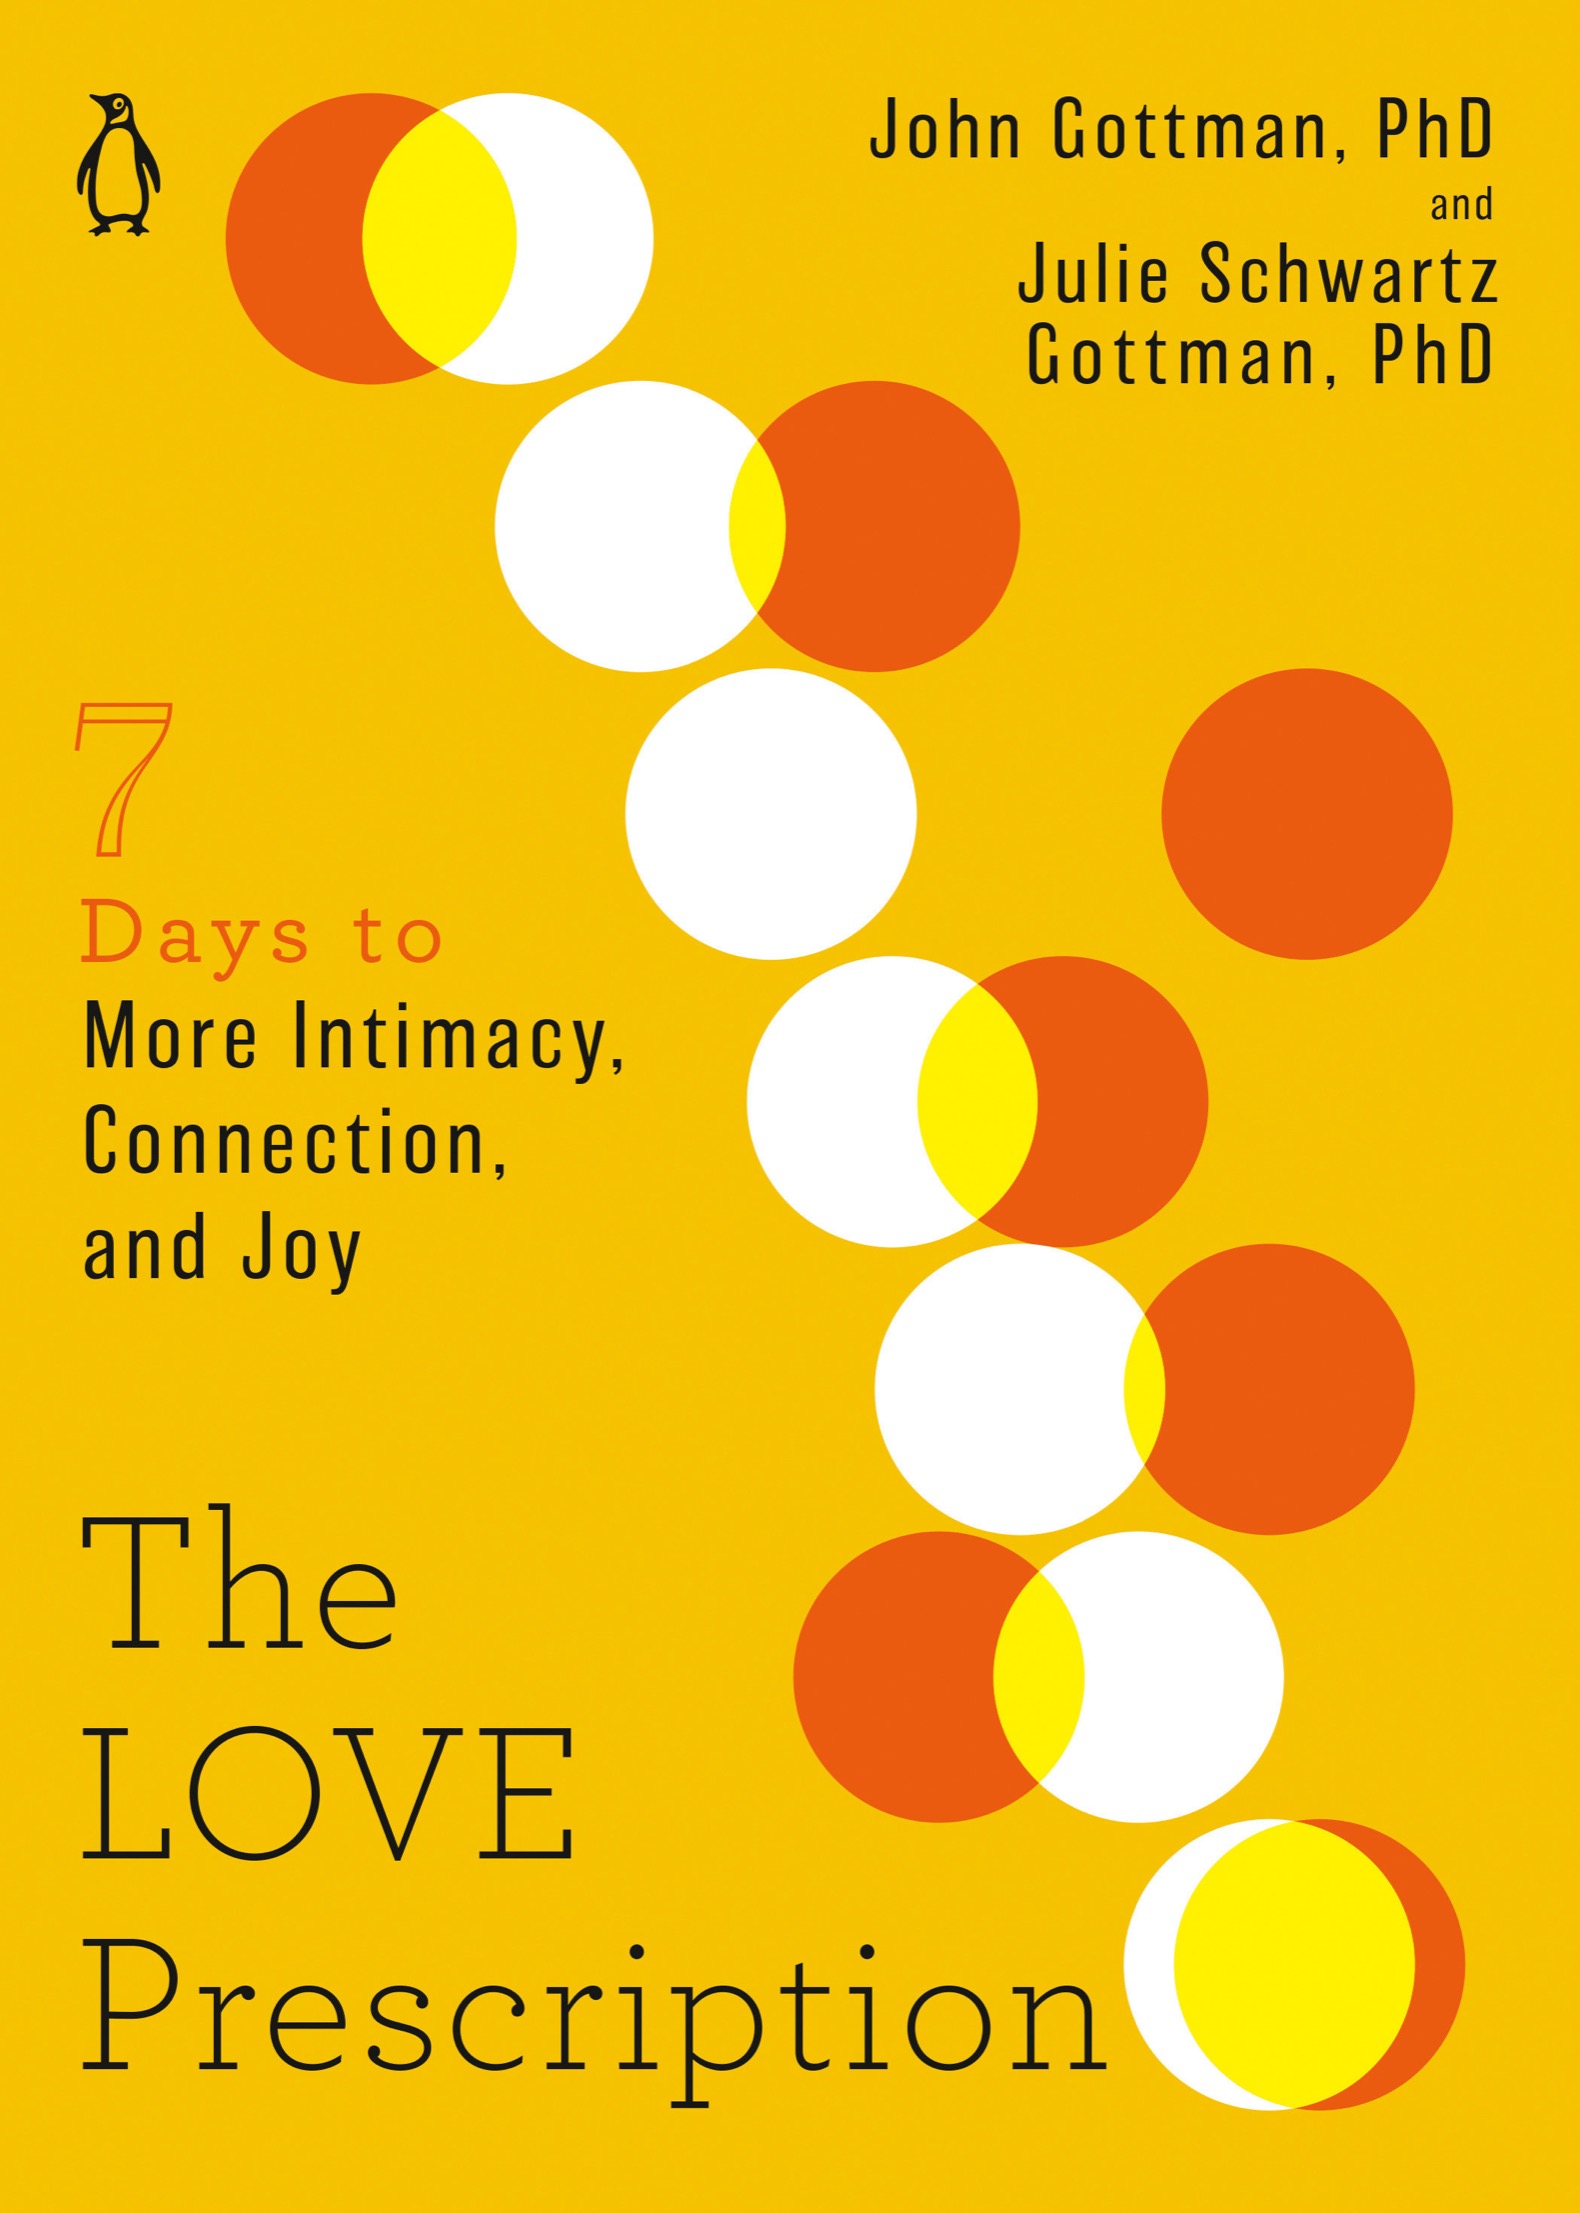 John Gottman, PhD
and
Julie Schwartz
Gottman, PhD
7
Days to
More Intimacy,
Connection,
and Joy
The
LOVE
Prescription